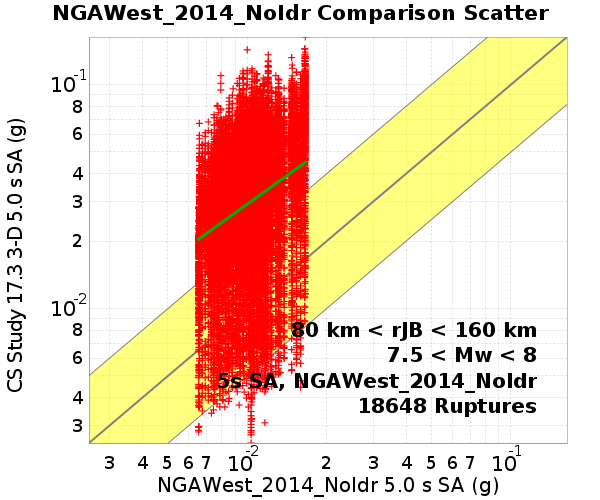 NGAWest_2014_NoIdr Comparison Scatter
CS Study 17.3 3-D 5.0 s SA (g)
10-1
8
6
4
3
2
10-2
8
6
4
3
80 km < rJB < 160 km
7.5 < Mw < 8
5s SA, NGAWest_2014_NoIdr
18648 Ruptures
3 4 5 6 7 10-2 2 3 4 5 6 7 10-1
NGAWest_2014_NoIdr 5.0 s SA (g)